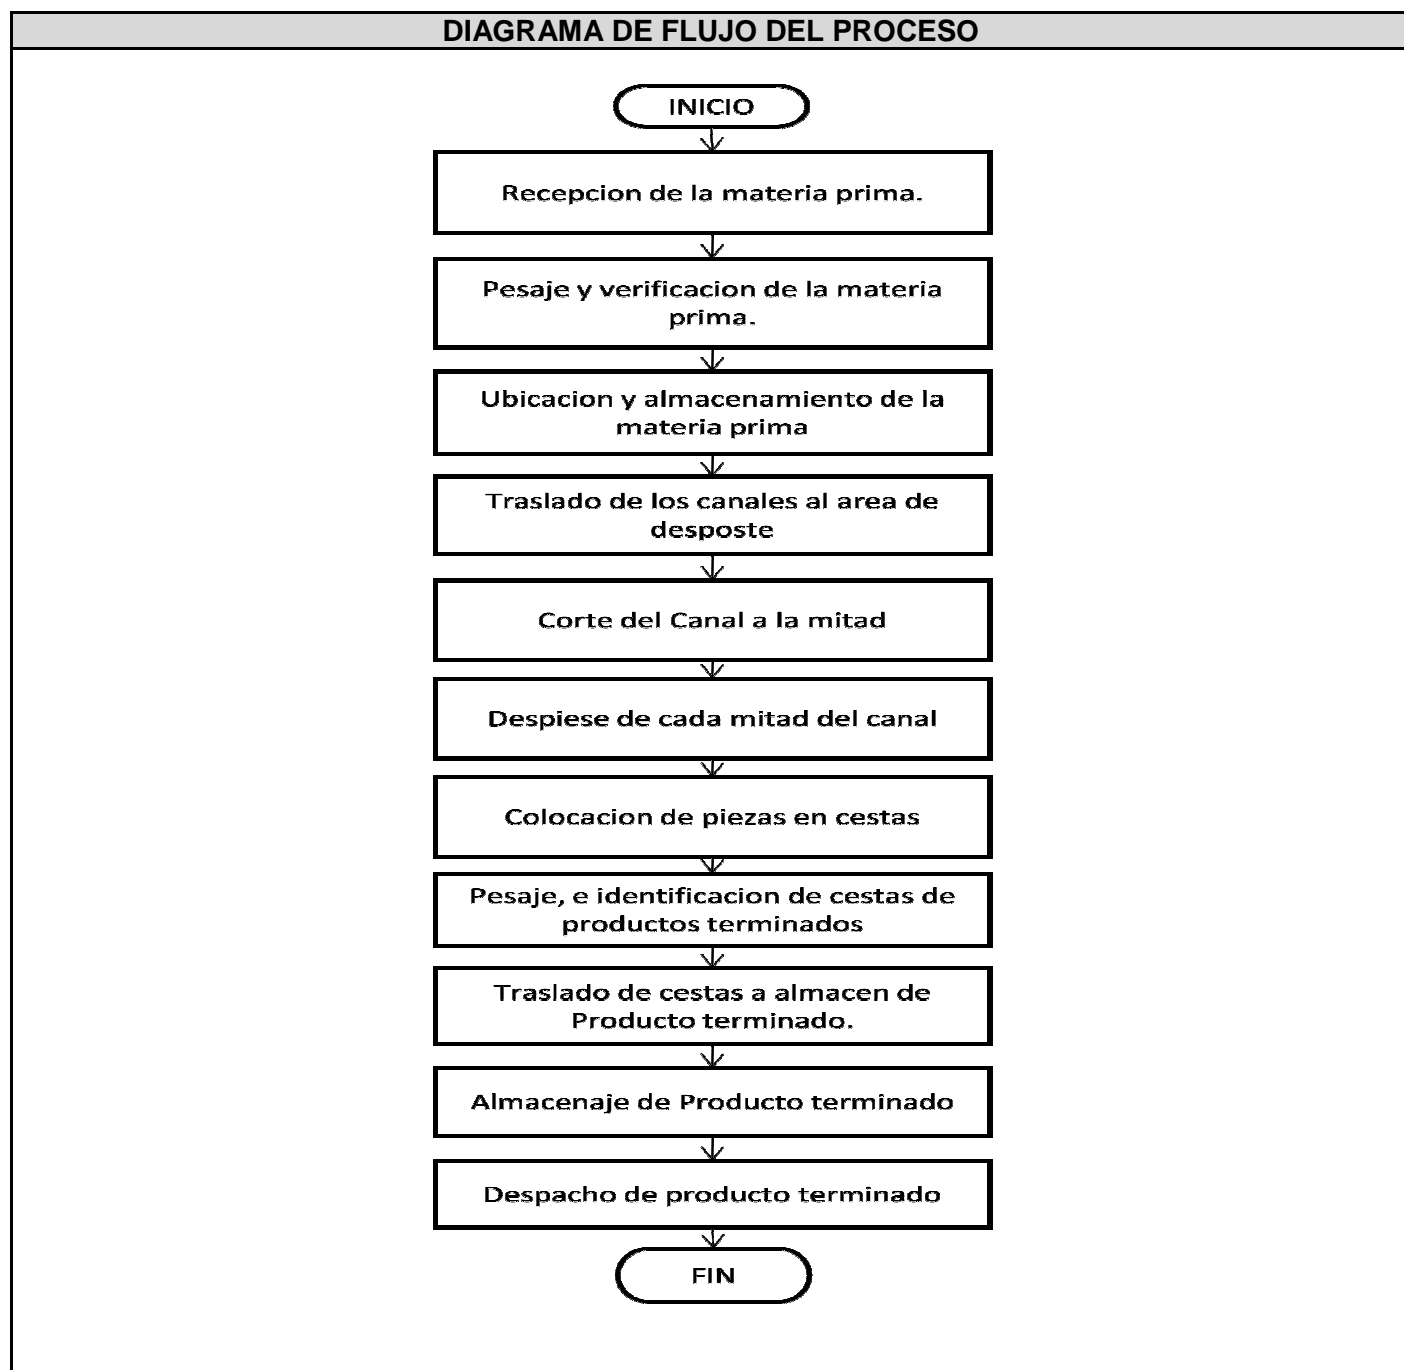 DIAGRAMA DE FLUJO DEL PROCESO
INICIO
Recepcion de la materia prima.
Pesaje y verificacion de la materia
prima.
Ubicacion y almacenamiento de la
materia prima
Traslado de los canales al area de
desposte
Corte del Canal a la mitad
Despiese de cada mitad del canal
Colocacion de piezas en cestas
Pesaje, e identificacion de cestas de
productos terminados
Traslado de cestas a almacen de
Producto terminado.
Almacenaje de Producto terminado
Despacho de producto terminado
FIN